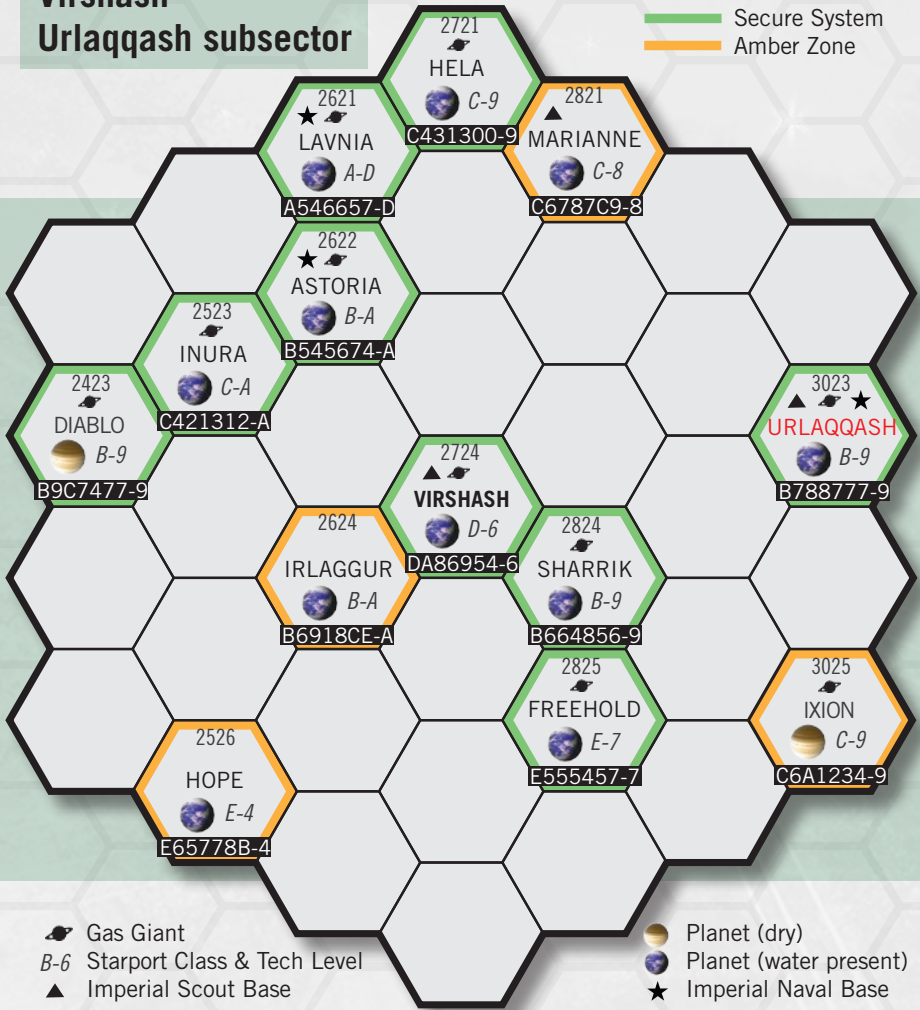 Virshash
Urlaqqash subsector
Secure System
Amber Zone
2721
HELA
C-9
C431300-9
2621
LAVNIA
A-D
A546657-D
2821
MARIANNE
C-8
C6787C9-8
2622
ASTORIA
B-A
B545674-A
2523
INURA
C-A
C421312-A
2423
DIABLO
B-9
B9C7477-9
3023
URLAQQASH
B-9
B788777-9
2724
VIRSHASH
D-6
DA86954-6
2624
IRLAGGUR
B-A
B6918CE-A
2824
SHARRIK
B-9
B664856-9
2825
FREEHOLD
E-7
E555457-7
3025
IXION
C-9
C6A1234-9
2526
HOPE
E-4
E65778B-4
Gas Giant
B-6 Starport Class & Tech Level
Imperial Scout Base
Planet (dry)
Planet (water present)
Imperial Naval Base